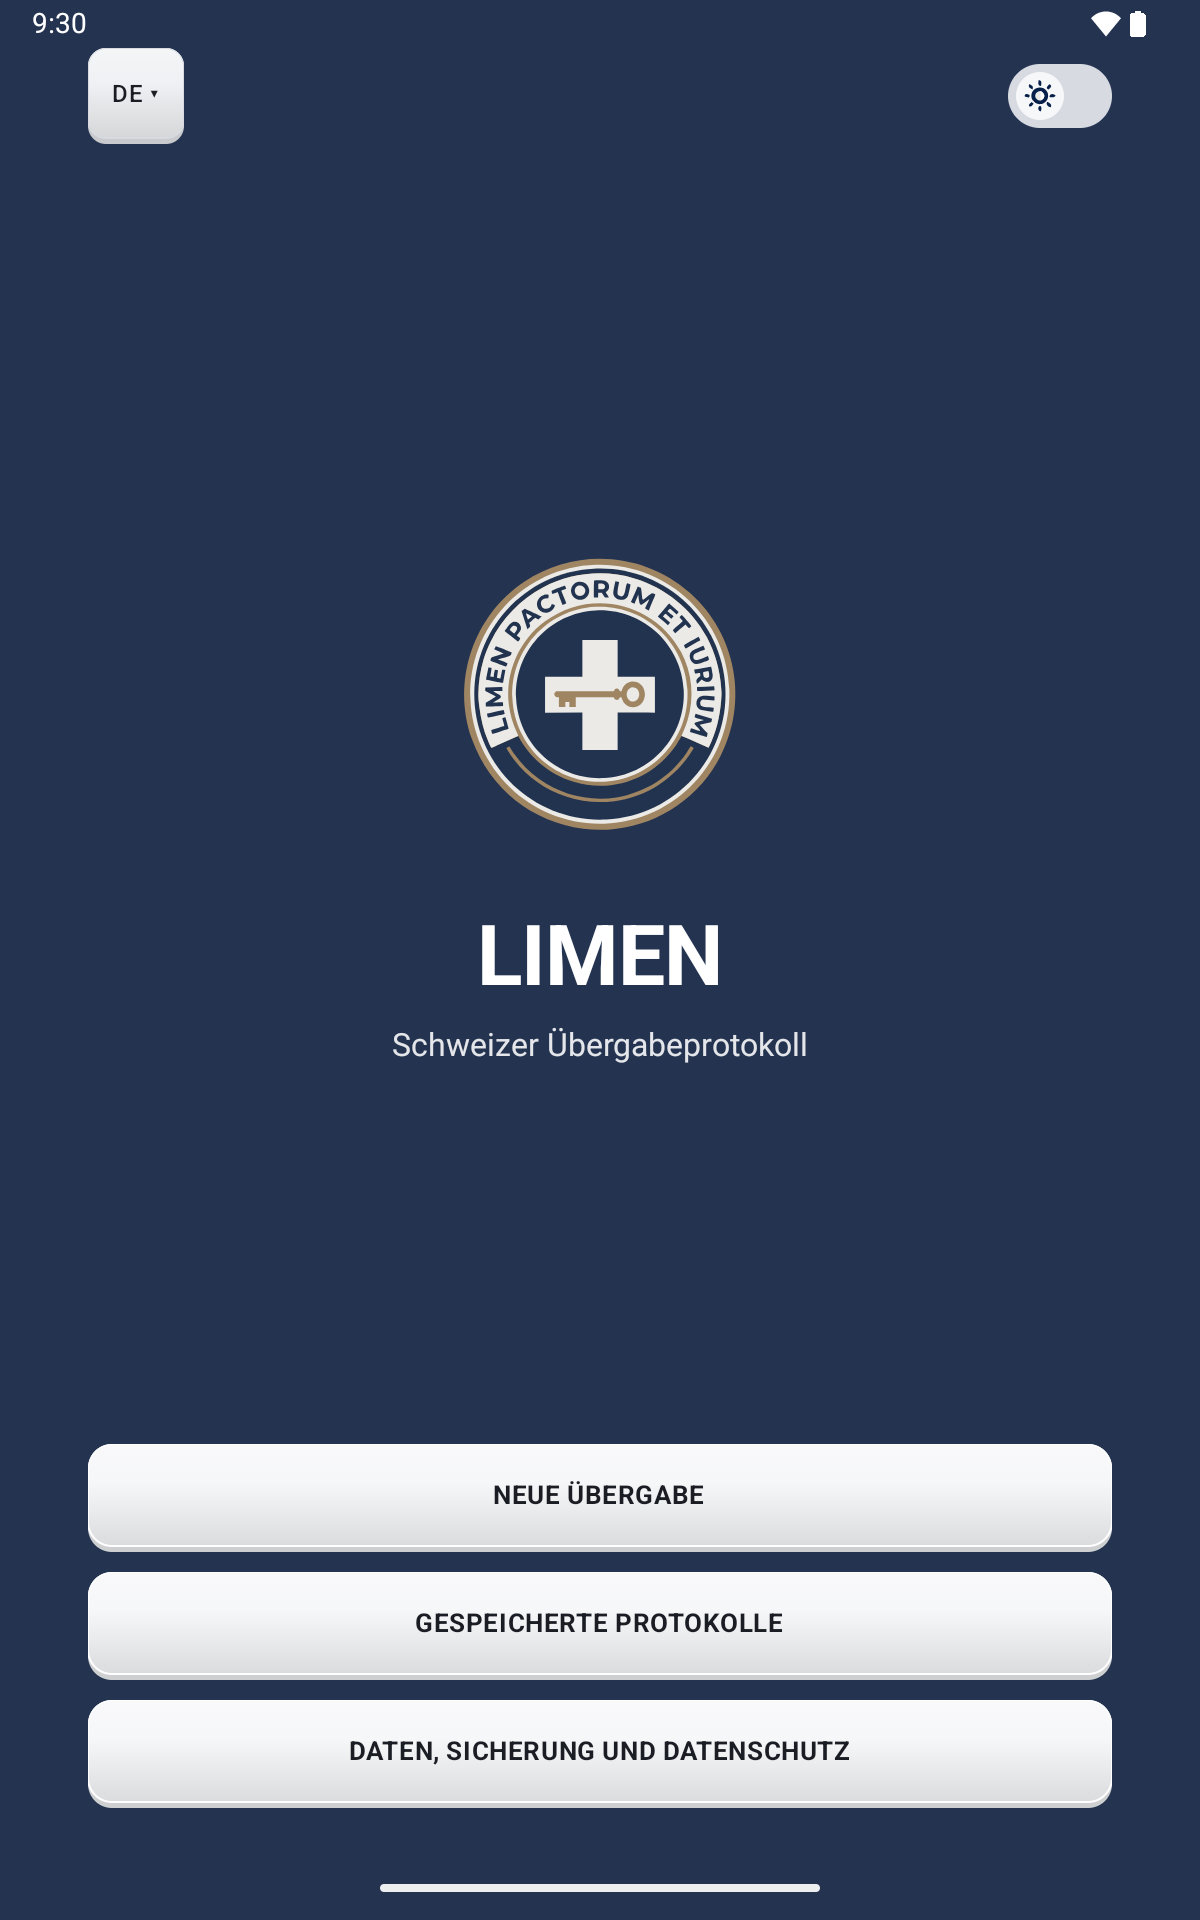 9:30
DE ▾
LIMEN PACTORUM ET IURIUM
LIMEN
Schweizer Übergabeprotokoll
NEUE ÜBERGABE
GESPEICHERTE PROTOKOLLE
DATEN, SICHERUNG UND DATENSCHUTZ